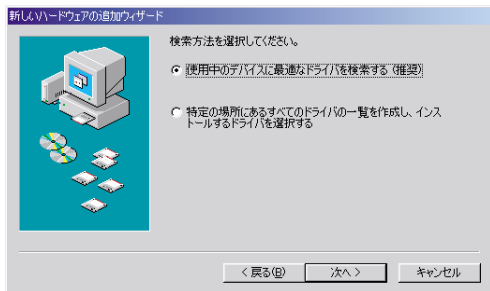 新しいハードウェアの追加ウィザード
検索方法を選択してください。
使用中のデバイスに最適なドライバを検索する (推奨)
特定の場所にあるすべてのドライバの一覧を作成し、インス
トールするドライバを選択する
< 戻る(B)
次へ >
キャンセル